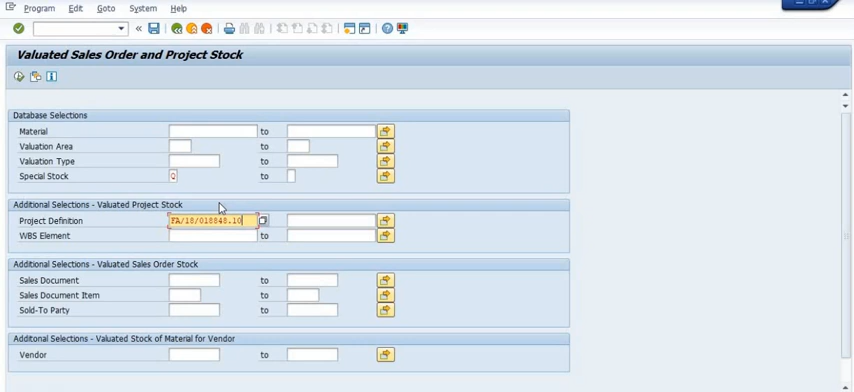 Program Edit Goto System Help
Valuated Sales Order and Project Stock
Database Selections
Material to
Valuation Area to
Valuation Type to
Special Stock Q to
Additional Selections - Valuated Project Stock
Project Definition FA/18/018848.10
WBS Element to
Additional Selections - Valuated Sales Order Stock
Sales Document to
Sales Document Item to
Sold-To Party to
Additional Selections - Valuated Stock of Material for Vendor
Vendor to